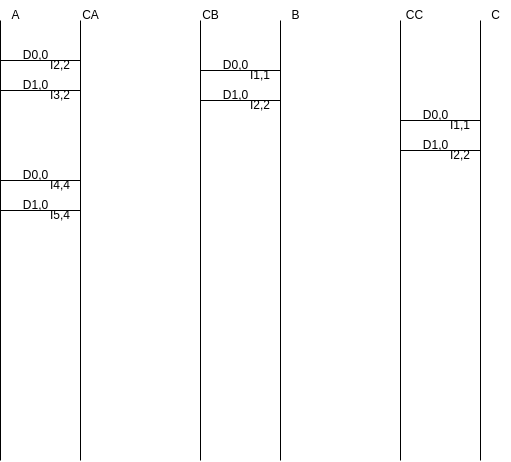 A CA CB B CC C
D0,0
I2,2
D0,0
I1,1
D1,0
I3,2
D1,0
I2,2
D0,0
I1,1
D1,0
I2,2
D0,0
I4,4
D1,0
I5,4